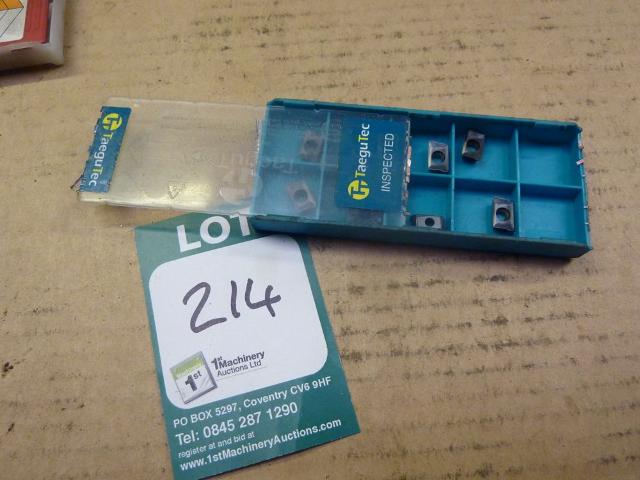 TaeguTec
TaeguTec
INSPECTED
LOT
214
1st
1st Machinery
Auctions Ltd
PO BOX 5297, Coventry CV6 9HF
Tel: 0845 287 1290
register at and bid at
www.1stMachineryAuctions.com